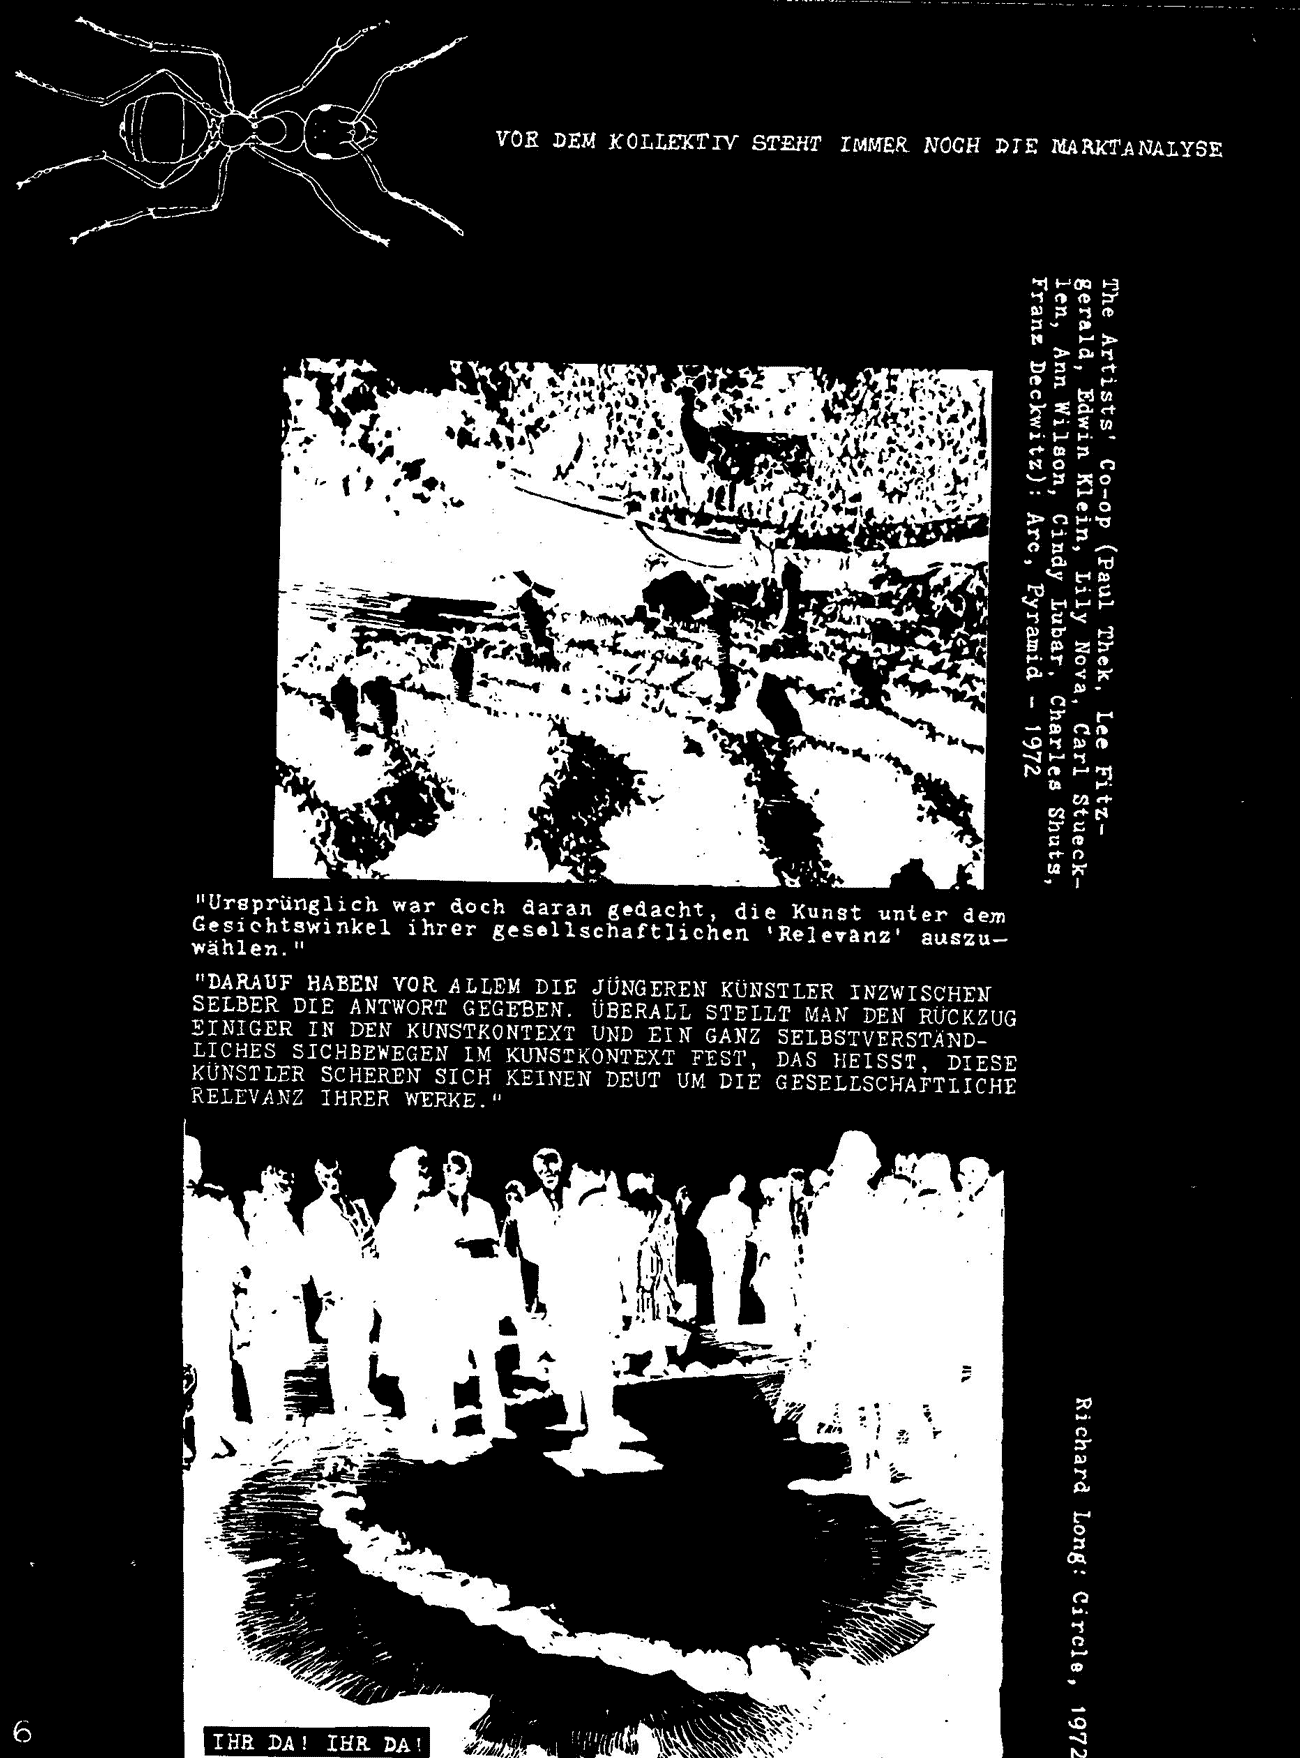 VOR DEM KOLLEKTIV STEHT IMMER NOCH DIE MARKTANALYSE
The Artists' Co-op (Paul Thek, Lee Fitz-
gerald, Edwin Klein, Lily Nova, Carl Stueck-
len, Ann Wilson, Cindy Lubar, Charles Shuts,
Franz Deckwitz): Arc, Pyramid - 1972
"Ursprünglich war doch daran gedacht, die Kunst unter dem
Gesichtswinkel ihrer gesellschaftlichen 'Relevanz' auszu-
wählen."
"DARAUF HABEN VOR ALLEM DIE JÜNGEREN KÜNSTLER INZWISCHEN
SELBER DIE ANTWORT GEGEBEN. ÜBERALL STELLT MAN DEN RÜCKZUG
EINIGER IN DEN KUNSTKONTEXT UND EIN GANZ SELBSTVERSTÄND-
LICHES SICHBEWEGEN IM KUNSTKONTEXT FEST, DAS HEISST, DIESE
KÜNSTLER SCHEREN SICH KEINEN DEUT UM DIE GESELLSCHAFTLICHE
RELEVANZ IHRER WERKE."
Richard Long: Circle, 1972
IHR DA! IHR DA!
6